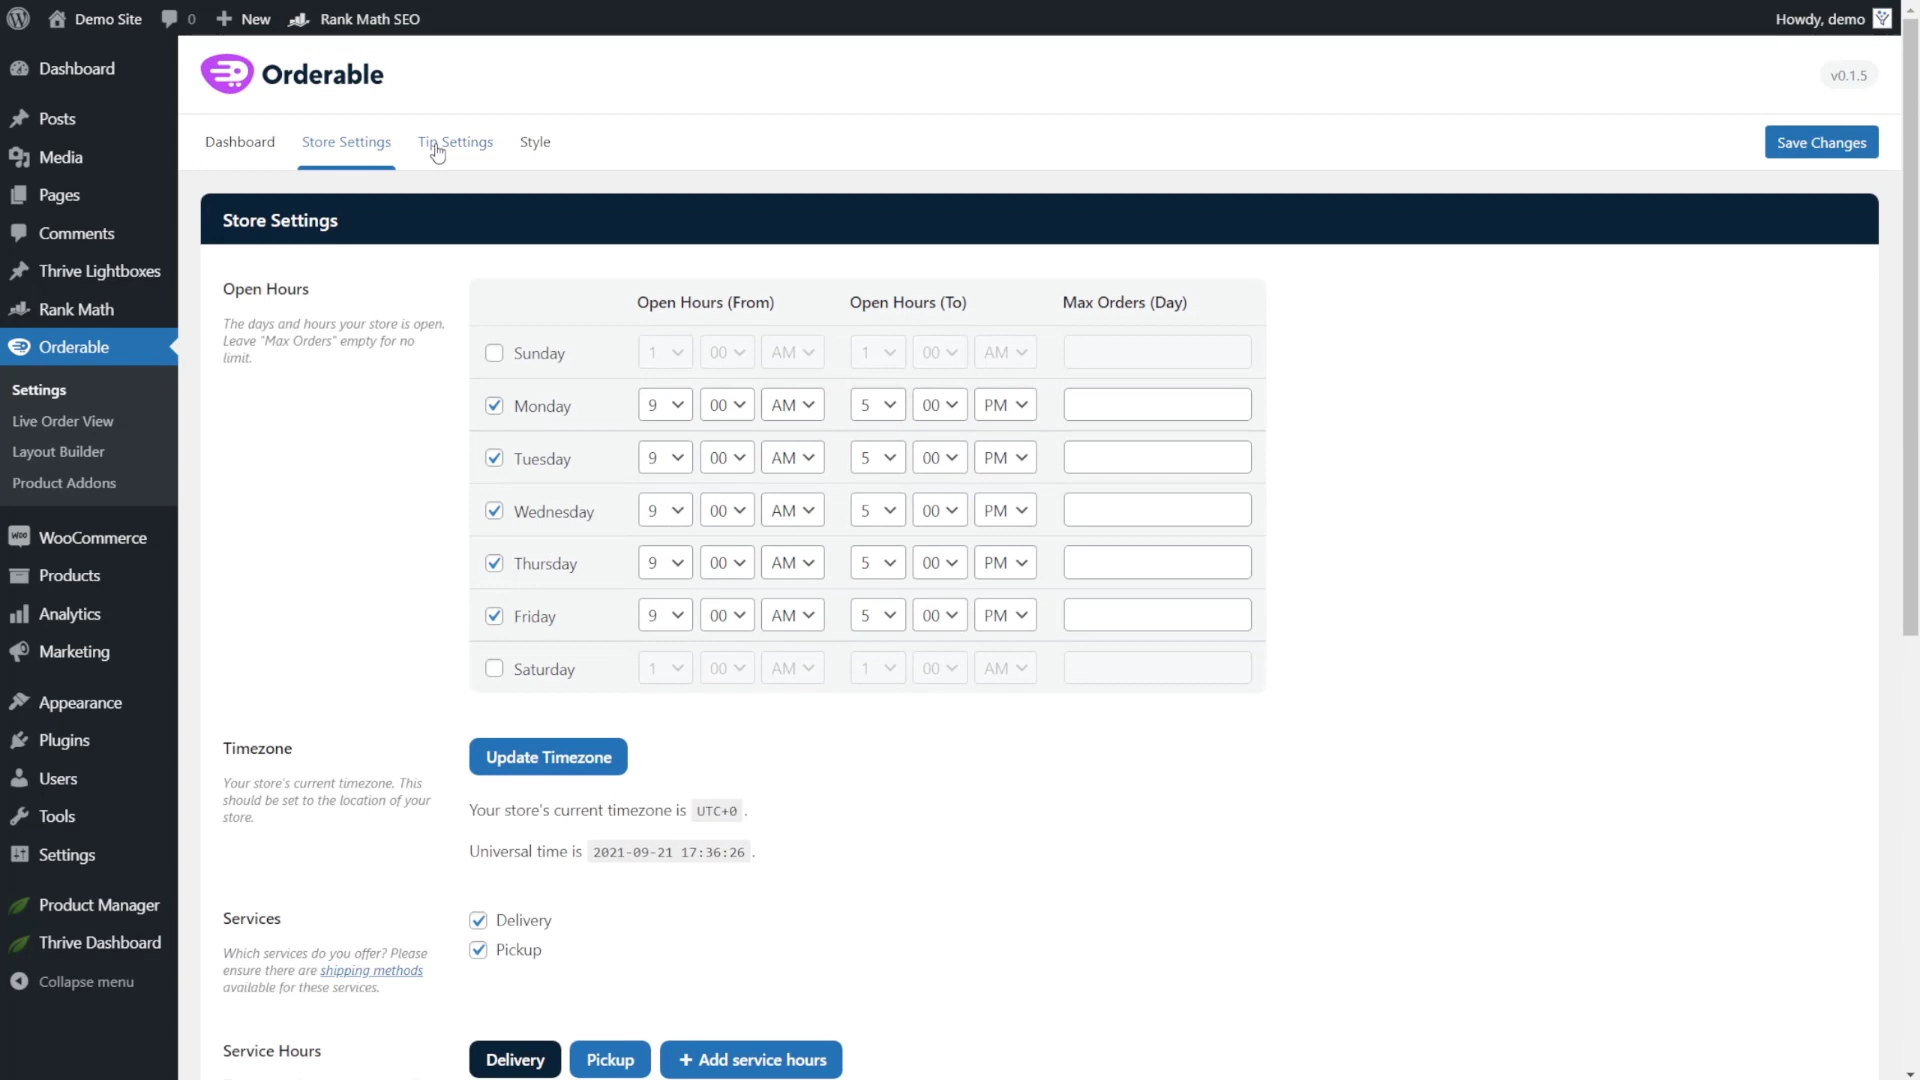 Demo Site 0 New Rank Math SEO Howdy, demo
Dashboard
Posts
Media
Pages
Comments
Thrive Lightboxes
Rank Math
Orderable
Settings
Live Order View
Layout Builder
Product Addons
WooCommerce
Products
Analytics
Marketing
Appearance
Plugins
Users
Tools
Settings
Product Manager
Thrive Dashboard
Collapse menu
Orderable v0.1.5
Dashboard Store Settings Tip Settings Style Save Changes
Store Settings
Open Hours
The days and hours your store is open.
Leave "Max Orders" empty for no
limit.
Open Hours (From) Open Hours (To) Max Orders (Day)
Sunday 1 00 AM 1 00 AM
Monday 9 00 AM 5 00 PM
Tuesday 9 00 AM 5 00 PM
Wednesday 9 00 AM 5 00 PM
Thursday 9 00 AM 5 00 PM
Friday 9 00 AM 5 00 PM
Saturday 1 00 AM 1 00 AM
Timezone
Your store's current timezone. This
should be set to the location of your
store.
Update Timezone
Your store's current timezone is UTC+0 .
Universal time is 2021-09-21 17:36:26 .
Services
Which services do you offer? Please
ensure there are shipping methods
available for these services.
Delivery
Pickup
Service Hours
Delivery Pickup + Add service hours